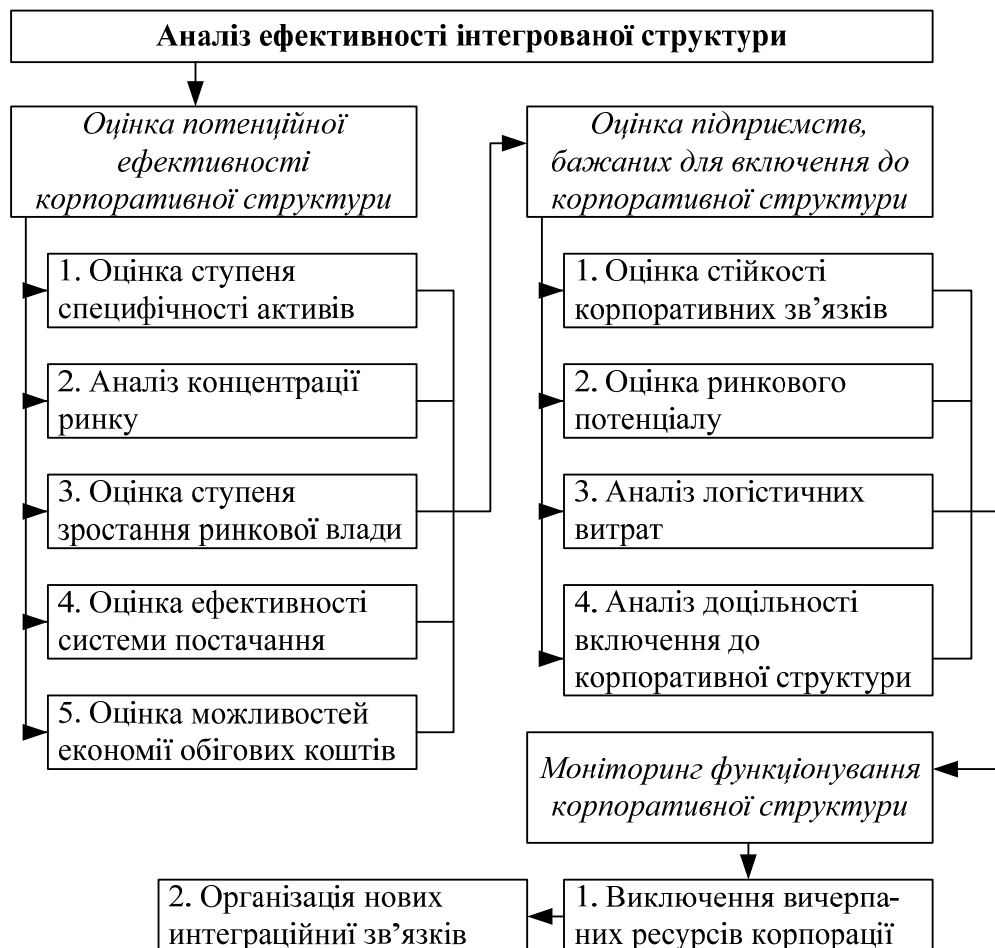 Аналіз ефективності інтегрованої структури
Оцінка потенційної
ефективності
корпоративної структури
1. Оцінка ступеня
специфічності активів
2. Аналіз концентрації
ринку
3. Оцінка ступеня
зростання ринкової влади
4. Оцінка ефективності
системи постачання
5. Оцінка можливостей
економії обігових коштів
Оцінка підприємств,
бажаних для включення до
корпоративної структури
1. Оцінка стійкості
корпоративних зв’язків
2. Оцінка ринкового
потенціалу
3. Аналіз логістичних
витрат
4. Аналіз доцільності
включення до
корпоративної структури
Моніторинг функціонування
корпоративної структури
1. Виключення вичерпа-
них ресурсів корпорації
2. Організація нових
интеграційниї зв’язків